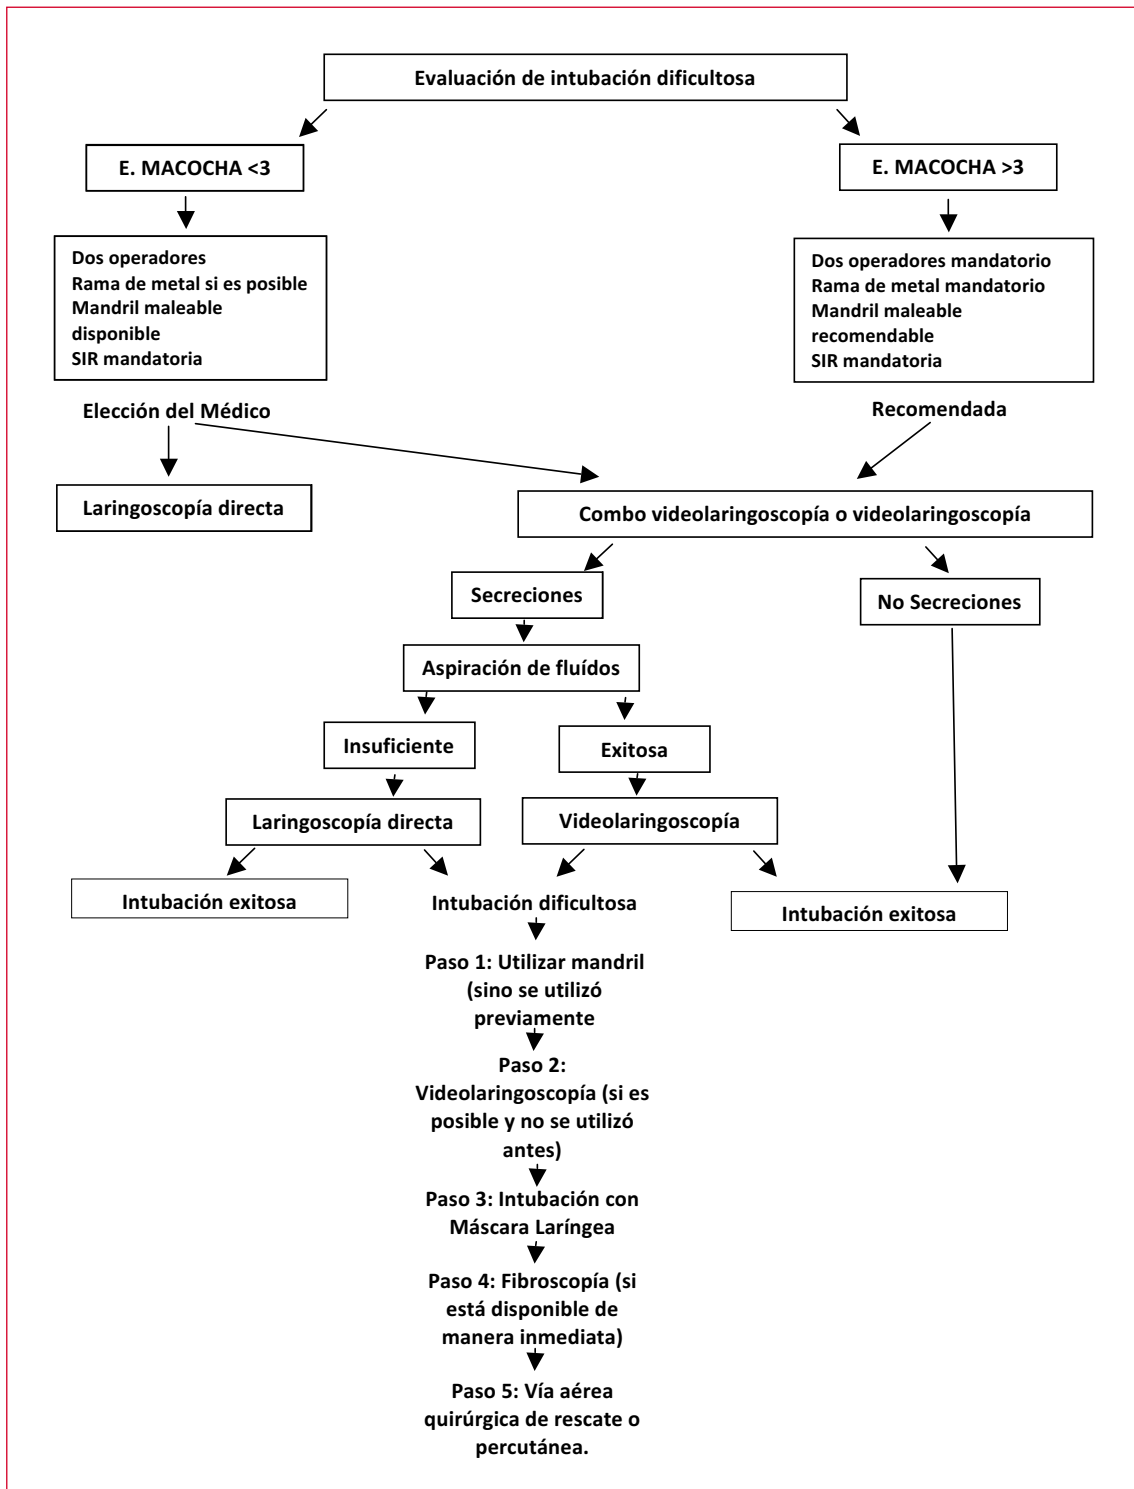 Evaluación de intubación dificultosa
E. MACOCHA <3
E. MACOCHA >3
Dos operadores
Rama de metal si es posible
Mandril maleable
disponible
SIR mandatoria
Dos operadores mandatorio
Rama de metal mandatorio
Mandril maleable
recomendable
SIR mandatoria
Elección del Médico
Recomendada
Laringoscopía directa
Combo videolaringoscopía o videolaringoscopía
Secreciones
No Secreciones
Aspiración de fluídos
Insuficiente
Exitosa
Laringoscopía directa
Videolaringoscopía
Intubación exitosa
Intubación dificultosa
Intubación exitosa
Paso 1: Utilizar mandril
(sino se utilizó
previamente
Paso 2:
Videolaringoscopía (si es
posible y no se utilizó
antes)
Paso 3: Intubación con
Máscara Laríngea
Paso 4: Fibroscopía (si
está disponible de
manera inmediata)
Paso 5: Vía aérea
quirúrgica de rescate o
percutánea.